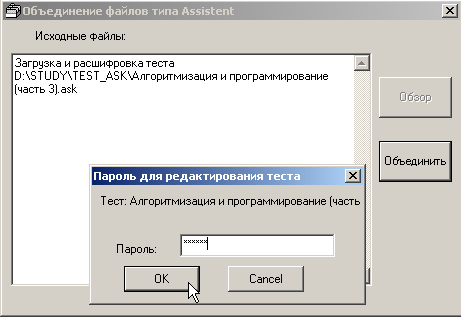 Объединение файлов типа Assistent
Исходные файлы:
Загрузка и расшифровка теста
D:\STUDY\TEST_ASK\Алгоритмизация и программирование
(часть 3).ask
Обзор
Объединить
Пароль для редактирования теста
Тест: Алгоритмизация и программирование (часть
Пароль:
******
OK
Cancel